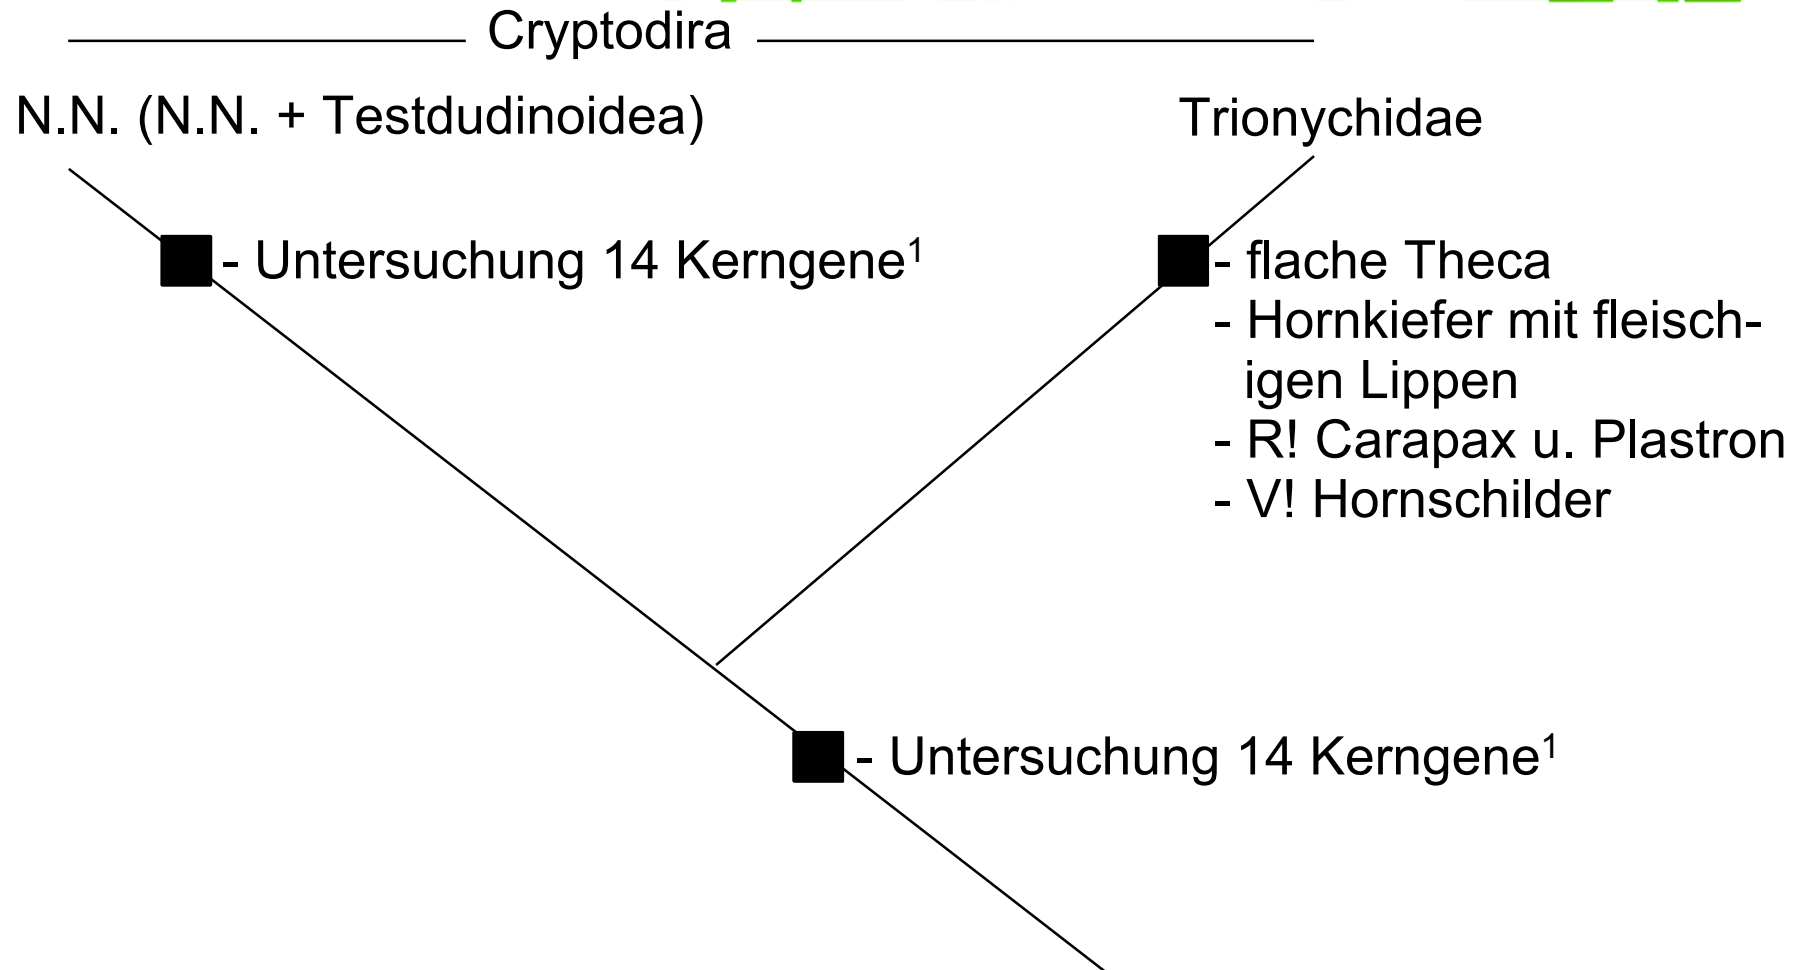 Cryptodira
N.N. (N.N. + Testdudinoidea)
Trionychidae
- Untersuchung 14 Kerngene¹
- flache Theca
- Hornkiefer mit fleisch-
igen Lippen
- R! Carapax u. Plastron
- V! Hornschilder
- Untersuchung 14 Kerngene¹